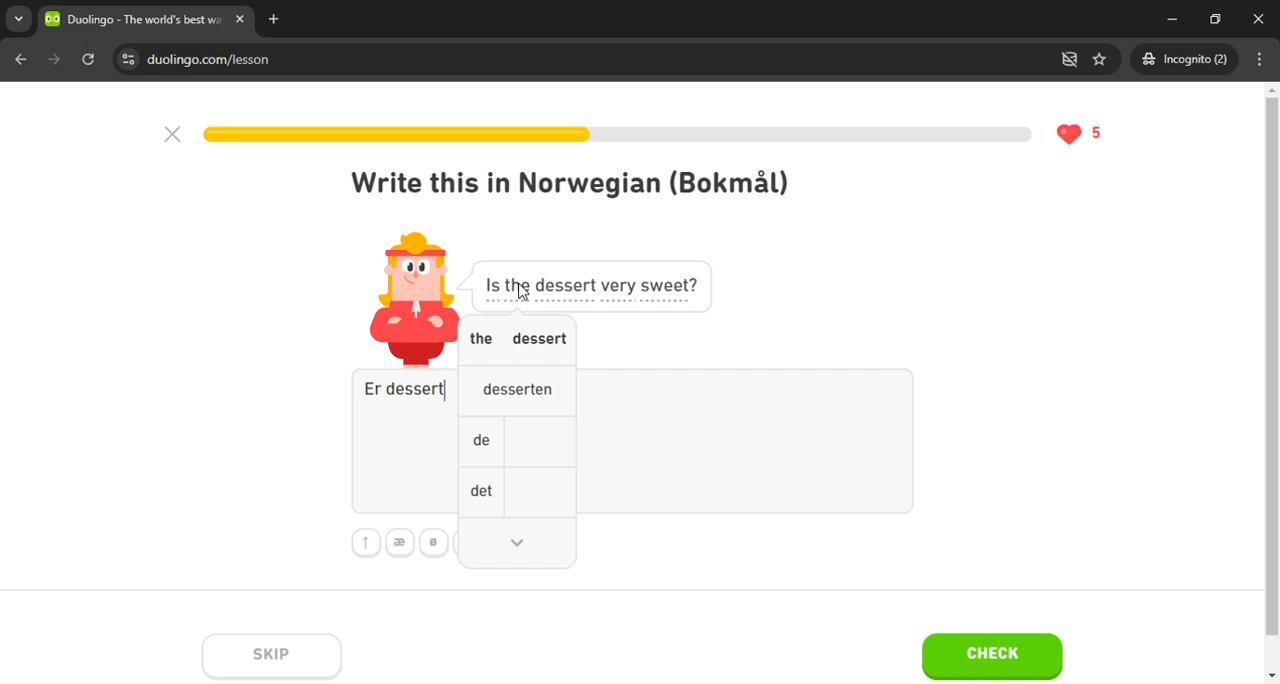 Duolingo - The world's best wa
duolingo.com/lesson
Incognito (2)
5
Write this in Norwegian (Bokmål)
Is the dessert very sweet?
the dessert
desserten
de
det
Er dessert
↑ æ ø
SKIP
CHECK